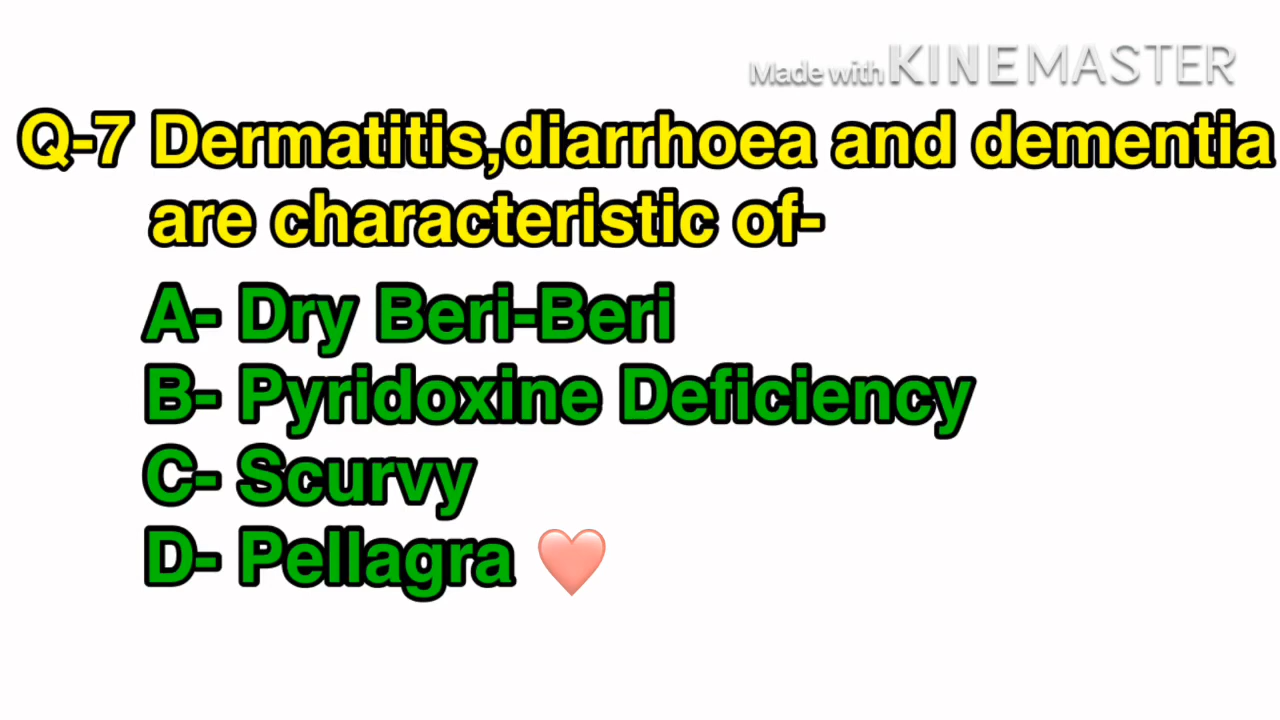 Made with KINEMASTER
Q-7 Dermatitis,diarrhoea and dementia
are characteristic of-
A- Dry Beri-Beri
B- Pyridoxine Deficiency
C- Scurvy
D- Pellagra